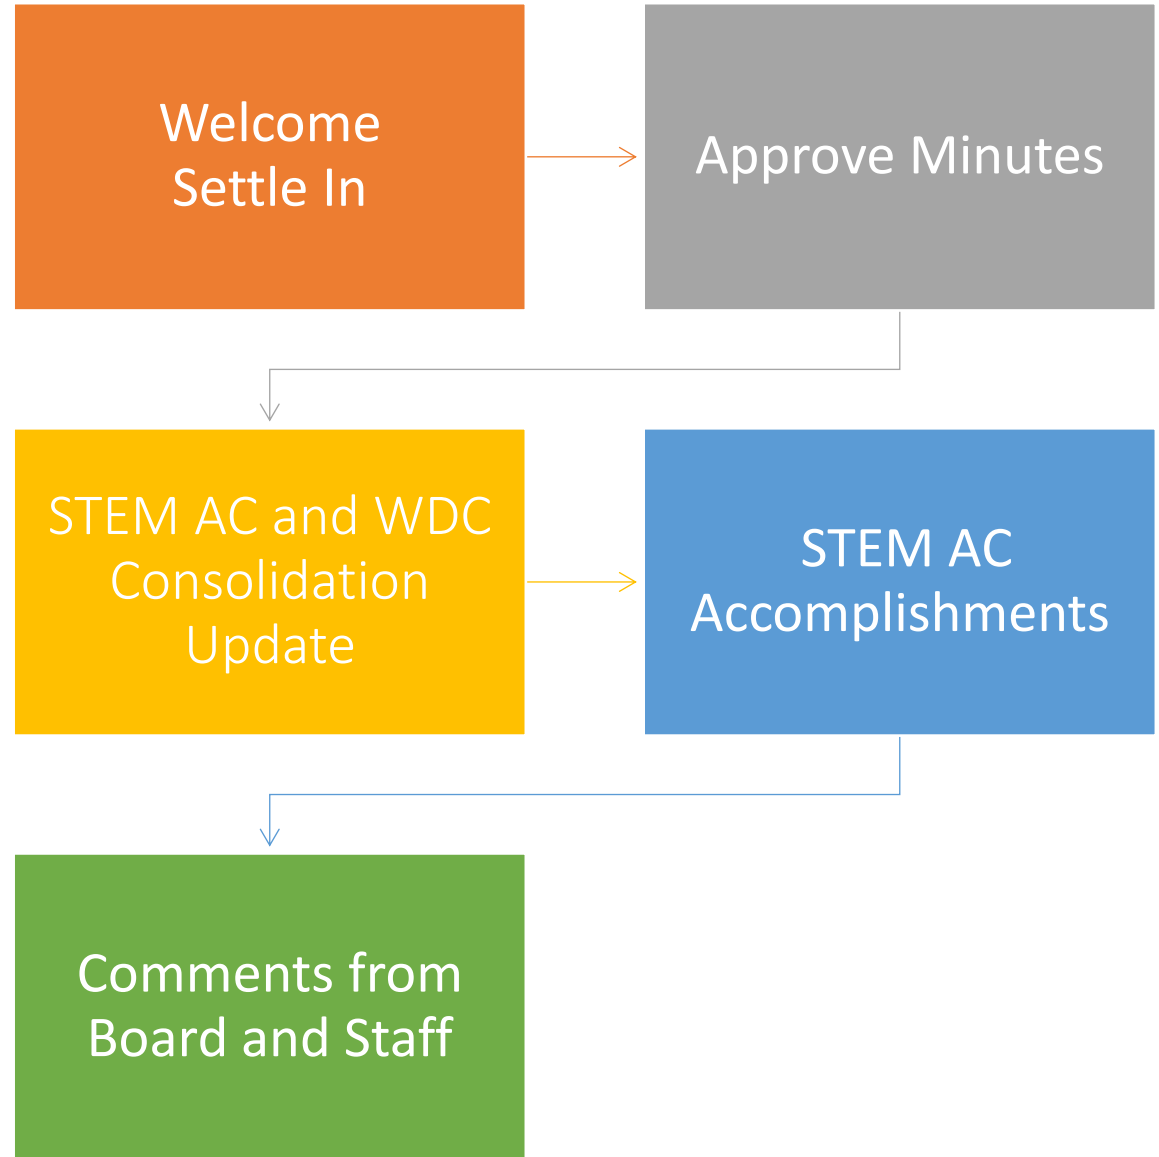 Welcome
Settle In
Approve Minutes
STEM AC and WDC
Consolidation
Update
STEM AC
Accomplishments
Comments from
Board and Staff